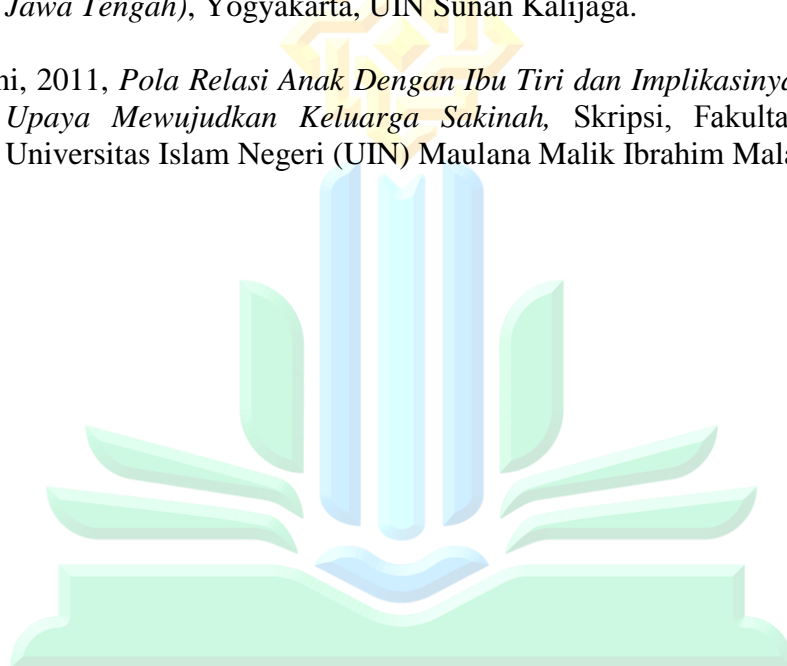 Jawa Tengah), Yogyakarta, UIN Sunan Kalijaga.
ni, 2011, Pola Relasi Anak Dengan Ibu Tiri dan Implikasinya
Upaya Mewujudkan Keluarga Sakinah, Skripsi, Fakulta
Universitas Islam Negeri (UIN) Maulana Malik Ibrahim Mala